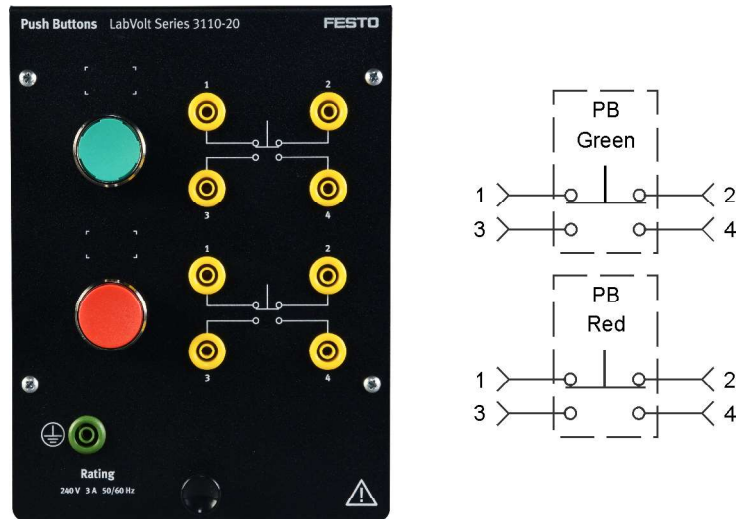 Push Buttons LabVolt Series 3110-20 FESTO
1 2
3 4
1 2
3 4
Rating
240 V 3 A 50/60 Hz
PB
Green
1 2
3 4
PB
Red
1 2
3 4